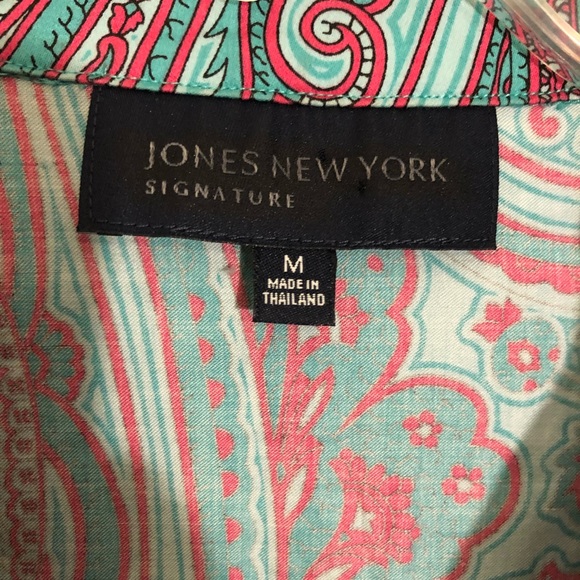 JONES NEW YORK
SIGNATURE
M
MADE IN
THAILAND